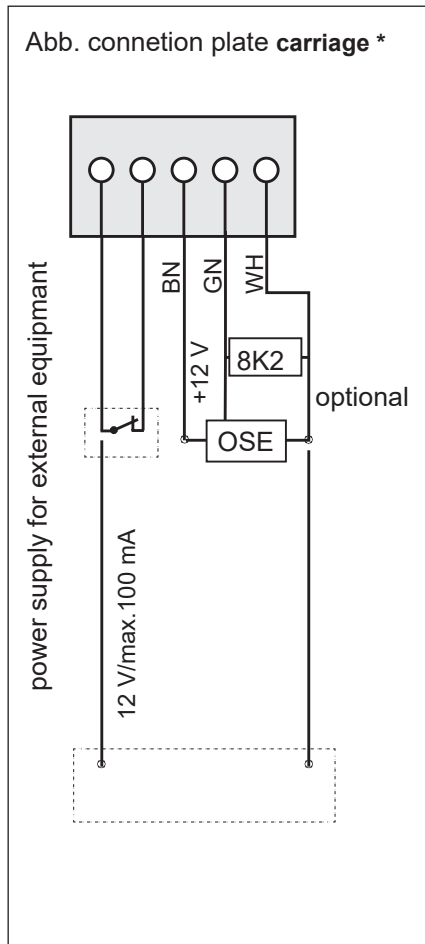 Abb. connetion plate carriage *
BN
GN
WH
+12 V
8K2
optional
OSE
power supply for external equipmant
12 V/max.100 mA